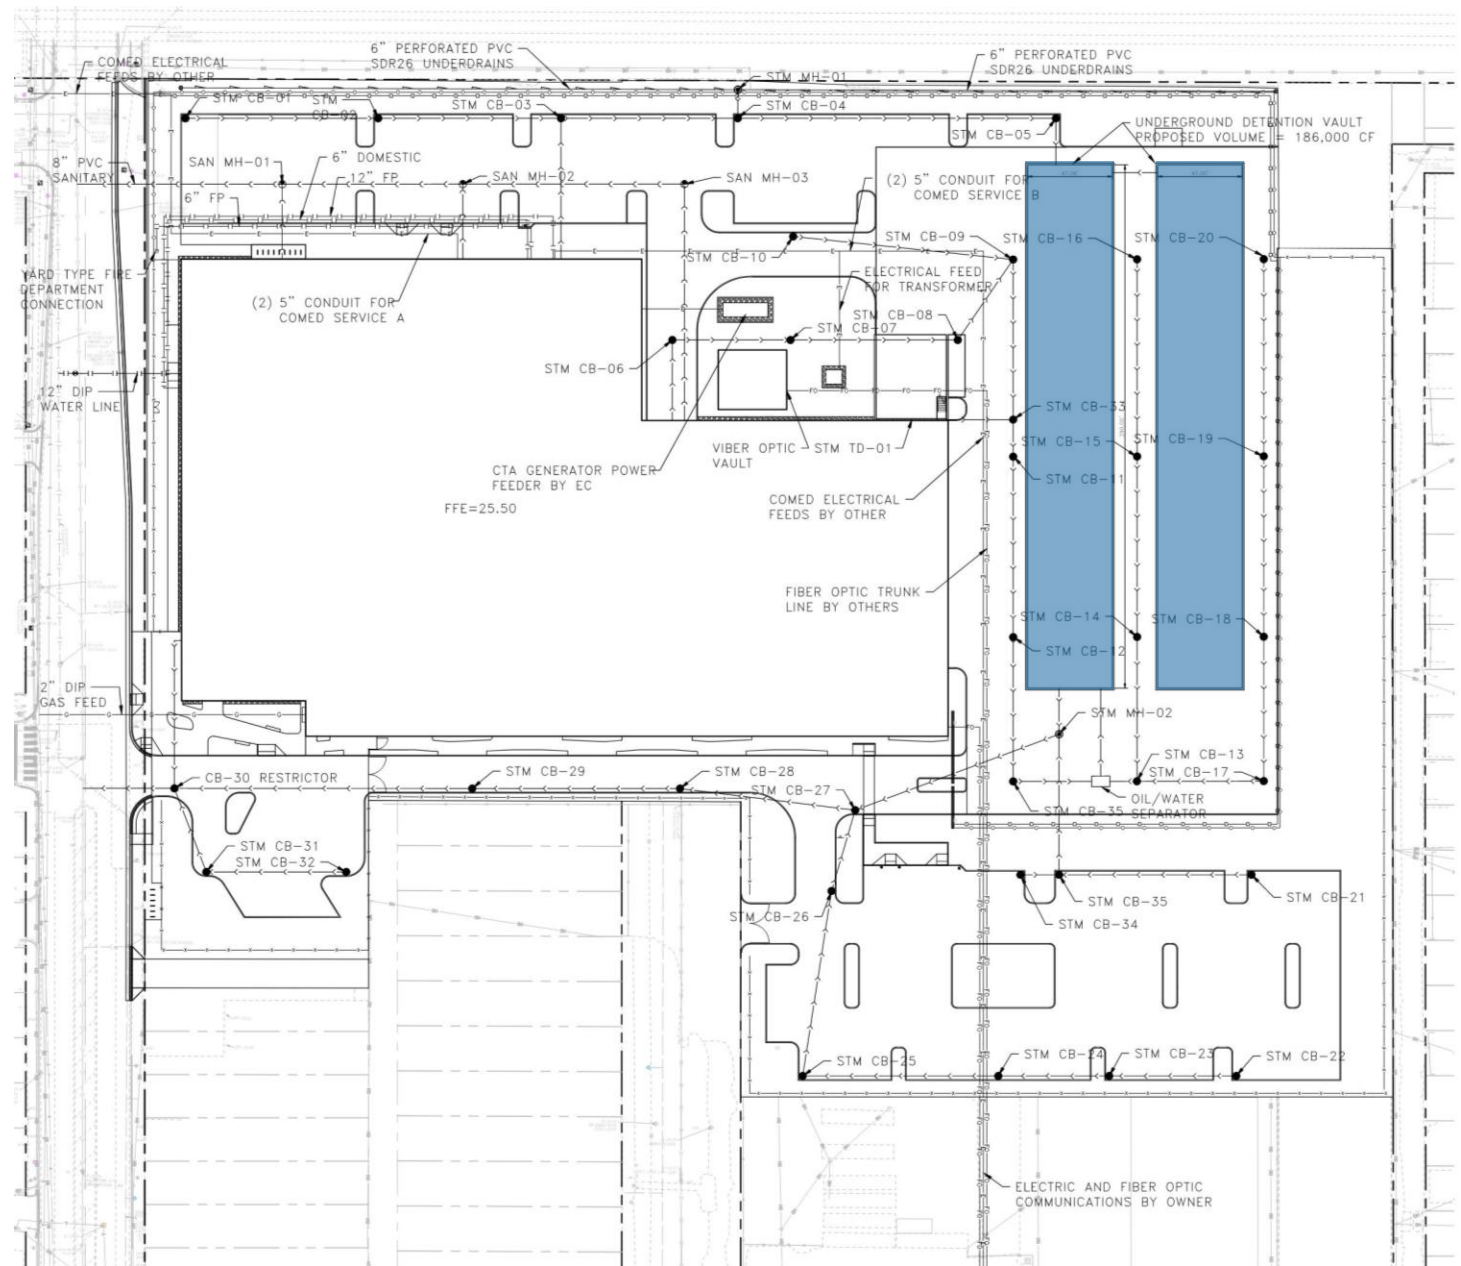 6" PERFORATED PVC
SDR26 UNDERDRAINS
6" PERFORATED PVC
SDR26 UNDERDRAINS
COMED ELECTRICAL
FEEDS BY OTHER
STM MH-01
STM CB-01
STM
CB-02
STM CB-03
STM CB-04
STM CB-05
UNDERGROUND DETENTION VAULT
PROPOSED VOLUME = 186,000 CF
8" PVC
SANITARY
SAN MH-01
6" DOMESTIC
12" FP
6" FP
SAN MH-02
SAN MH-03
(2) 5" CONDUIT FOR
COMED SERVICE B
47.00'
47.00'
STM CB-09
STM CB-16
STM CB-20
STM CB-10
YARD TYPE FIRE
DEPARTMENT
CONNECTION
ELECTRICAL FEED
FOR TRANSFORMER
(2) 5" CONDUIT FOR
COMED SERVICE A
STM CB-08
STM CB-07
STM CB-06
12" DIP
WATER LINE
STM CB-33
STM CB-15
STM CB-19
VIBER OPTIC
VAULT
STM TD-01
STM CB-11
CTA GENERATOR POWER
FEEDER BY EC
COMED ELECTRICAL
FEEDS BY OTHER
FFE=25.50
FIBER OPTIC TRUNK
LINE BY OTHERS
STM CB-14
STM CB-18
STM CB-12
2" DIP
GAS FEED
STM MH-02
STM CB-13
STM CB-17
CB-30 RESTRICTOR
STM CB-29
STM CB-28
STM CB-27
OIL/WATER
SEPARATOR
STM CB-35
STM CB-31
STM CB-32
STM CB-35
STM CB-21
STM CB-26
STM CB-34
STM CB-25
STM CB-24
STM CB-23
STM CB-22
ELECTRIC AND FIBER OPTIC
COMMUNICATIONS BY OWNER